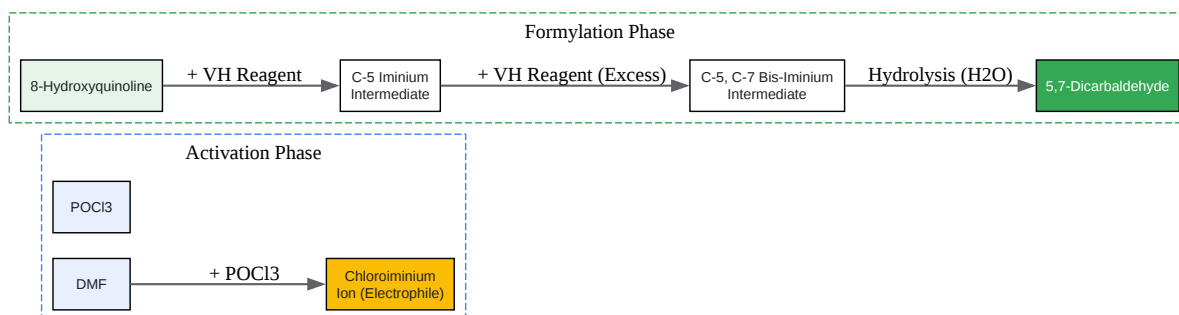 Formylation Phase
8-Hydroxyquinoline
+ VH Reagent
C-5 Iminium
Intermediate
+ VH Reagent (Excess)
C-5, C-7 Bis-Iminium
Intermediate
Hydrolysis (H2O)
5,7-Dicarbaldehyde
Activation Phase
POCl3
DMF
+ POCl3
Chloroiminium
Ion (Electrophile)